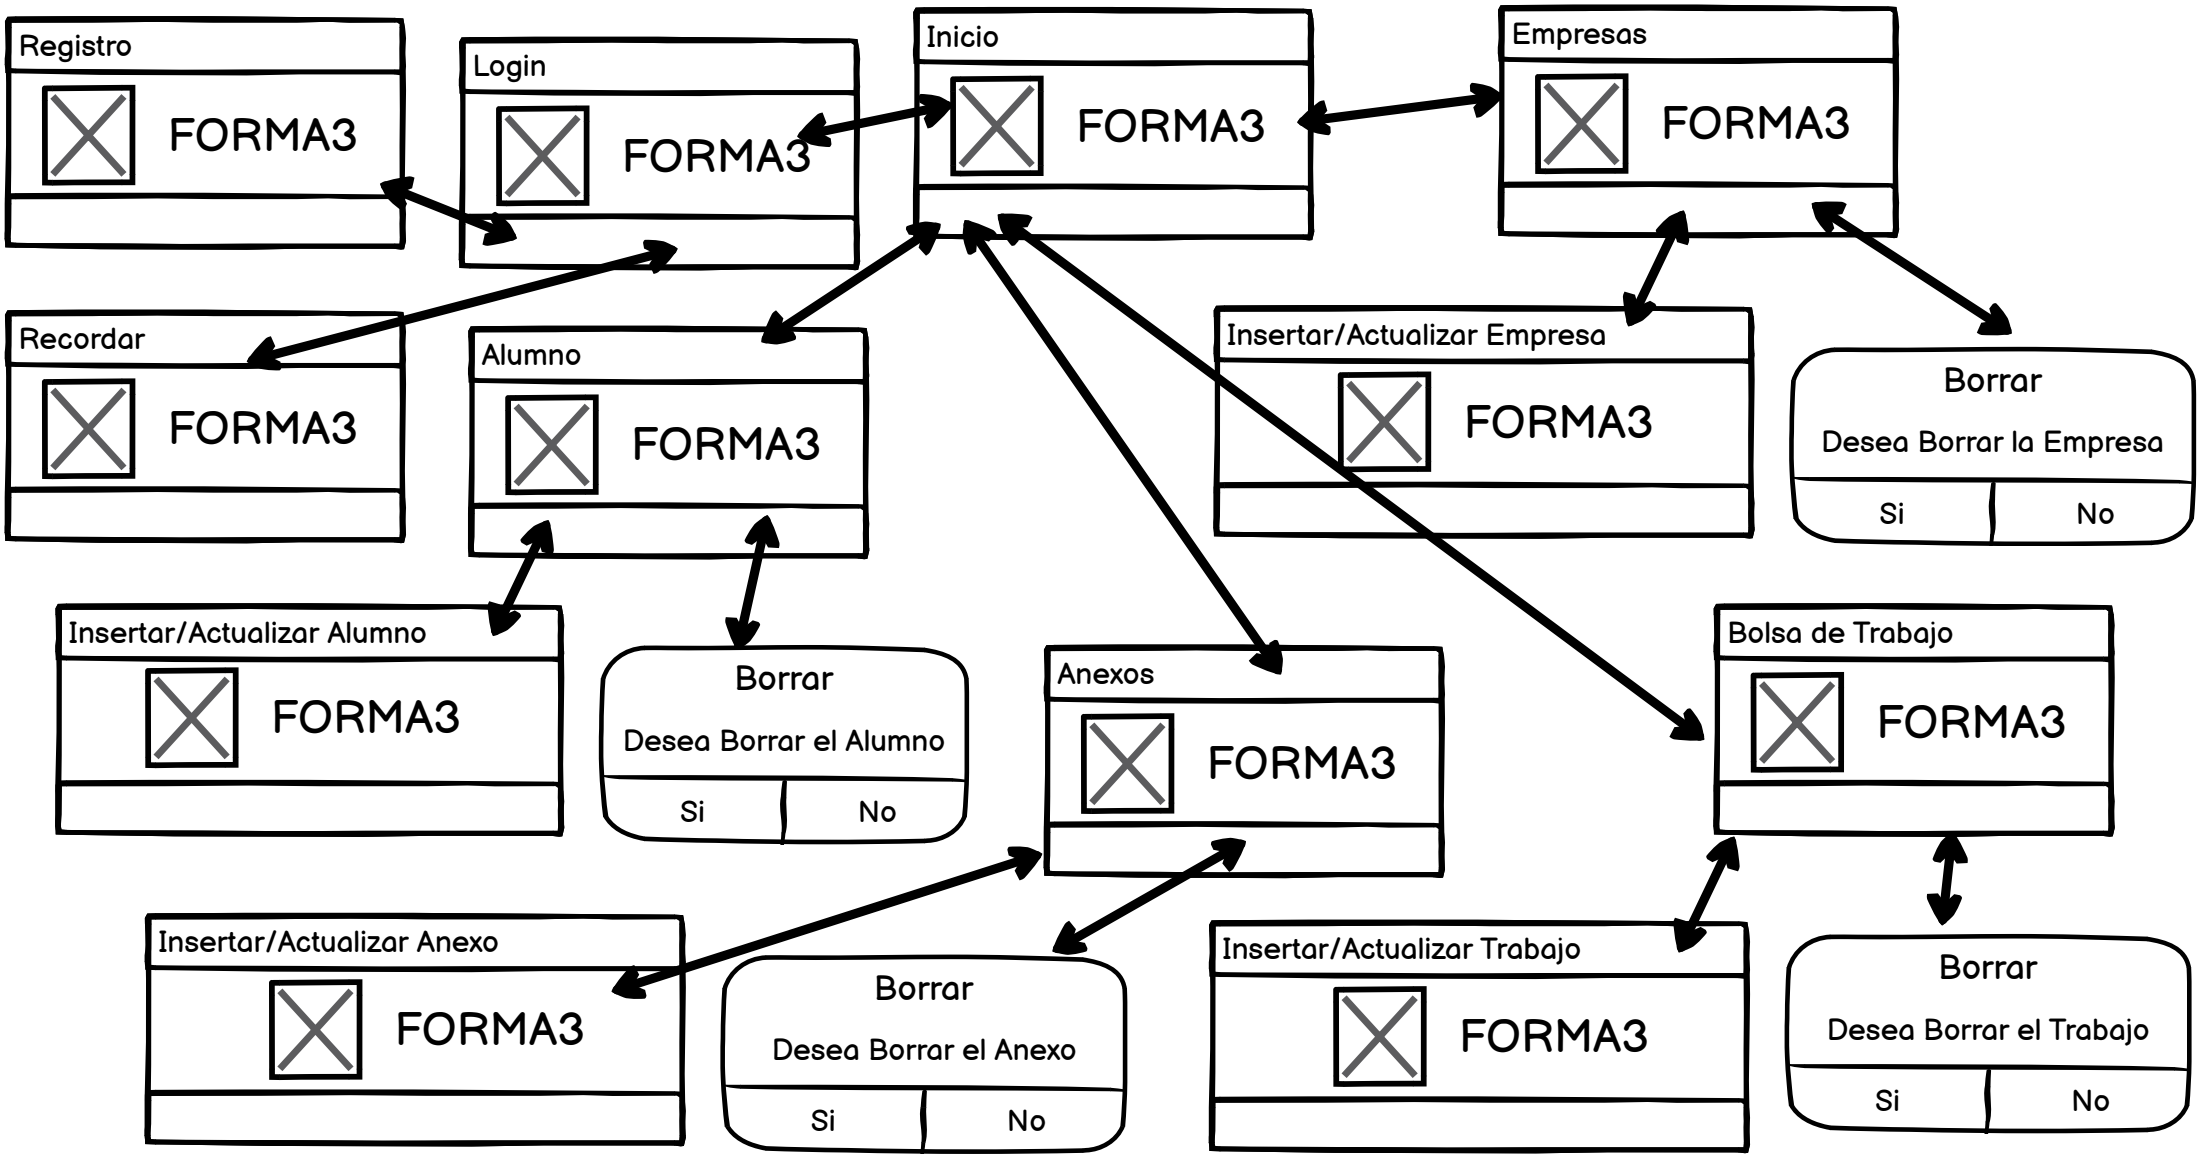 Registro
FORMA3
Login
FORMA3
Inicio
FORMA3
Empresas
FORMA3
Recordar
FORMA3
Alumno
FORMA3
Insertar/Actualizar Empresa
FORMA3
Borrar
Desea Borrar la Empresa
Si No
Insertar/Actualizar Alumno
FORMA3
Borrar
Desea Borrar el Alumno
Si No
Anexos
FORMA3
Bolsa de Trabajo
FORMA3
Insertar/Actualizar Anexo
FORMA3
Borrar
Desea Borrar el Anexo
Si No
Insertar/Actualizar Trabajo
FORMA3
Borrar
Desea Borrar el Trabajo
Si No